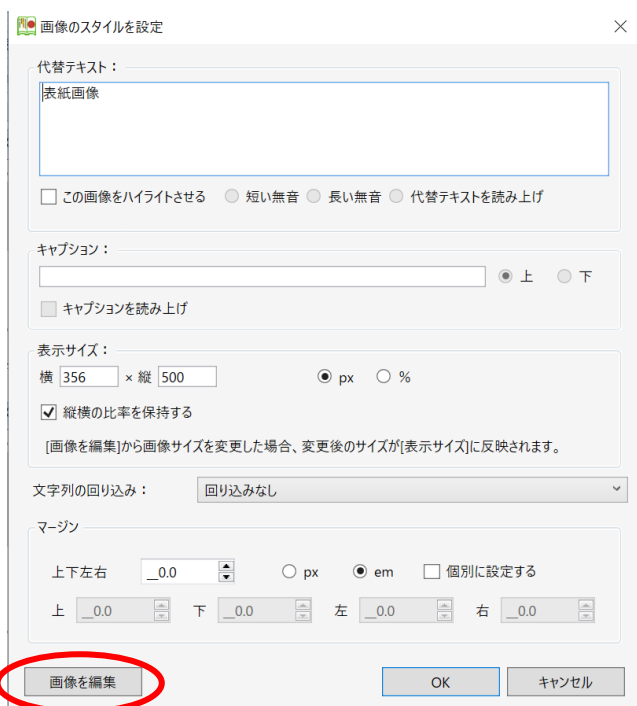 画像のスタイルを設定
代替テキスト：
表紙画像
この画像をハイライトさせる 短い無音 長い無音 代替テキストを読み上げ
キャプション：
上 下
キャプションを読み上げ
表示サイズ：
横 356 × 縦 500 px %
縦横の比率を保持する
[画像を編集]から画像サイズを変更した場合、変更後のサイズが[表示サイズ]に反映されます。
文字列の回り込み： 回り込みなし
マージン
上下左右 __0.0 px em 個別に設定する
上 __0.0 下 __0.0 左 __0.0 右 __0.0
画像を編集 OK キャンセル